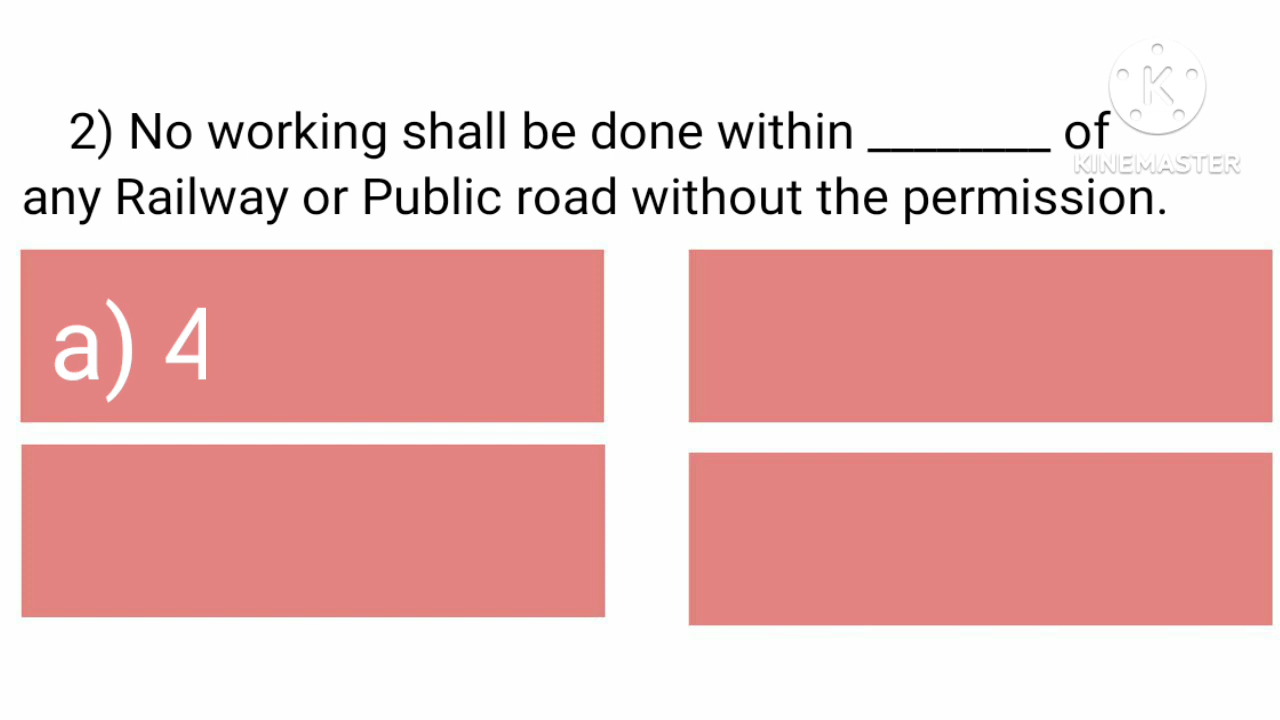 2) No working shall be done within ________ of
any Railway or Public road without the permission.
KINEMASTER
a) 4